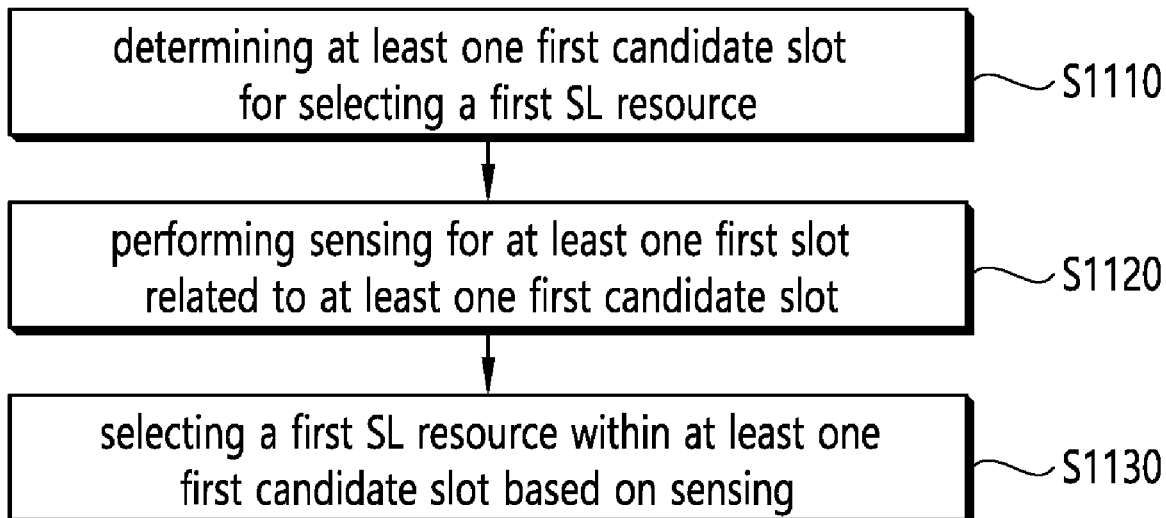 determining at least one first candidate slot
for selecting a first SL resource
S1110
performing sensing for at least one first slot
related to at least one first candidate slot
S1120
selecting a first SL resource within at least one
first candidate slot based on sensing
S1130